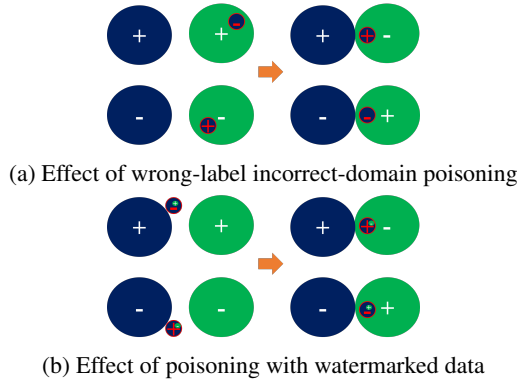 + + - + -
- - + - - +
(a) Effect of wrong-label incorrect-domain poisoning
+ - + + + + -
- - - + - +
(b) Effect of poisoning with watermarked data